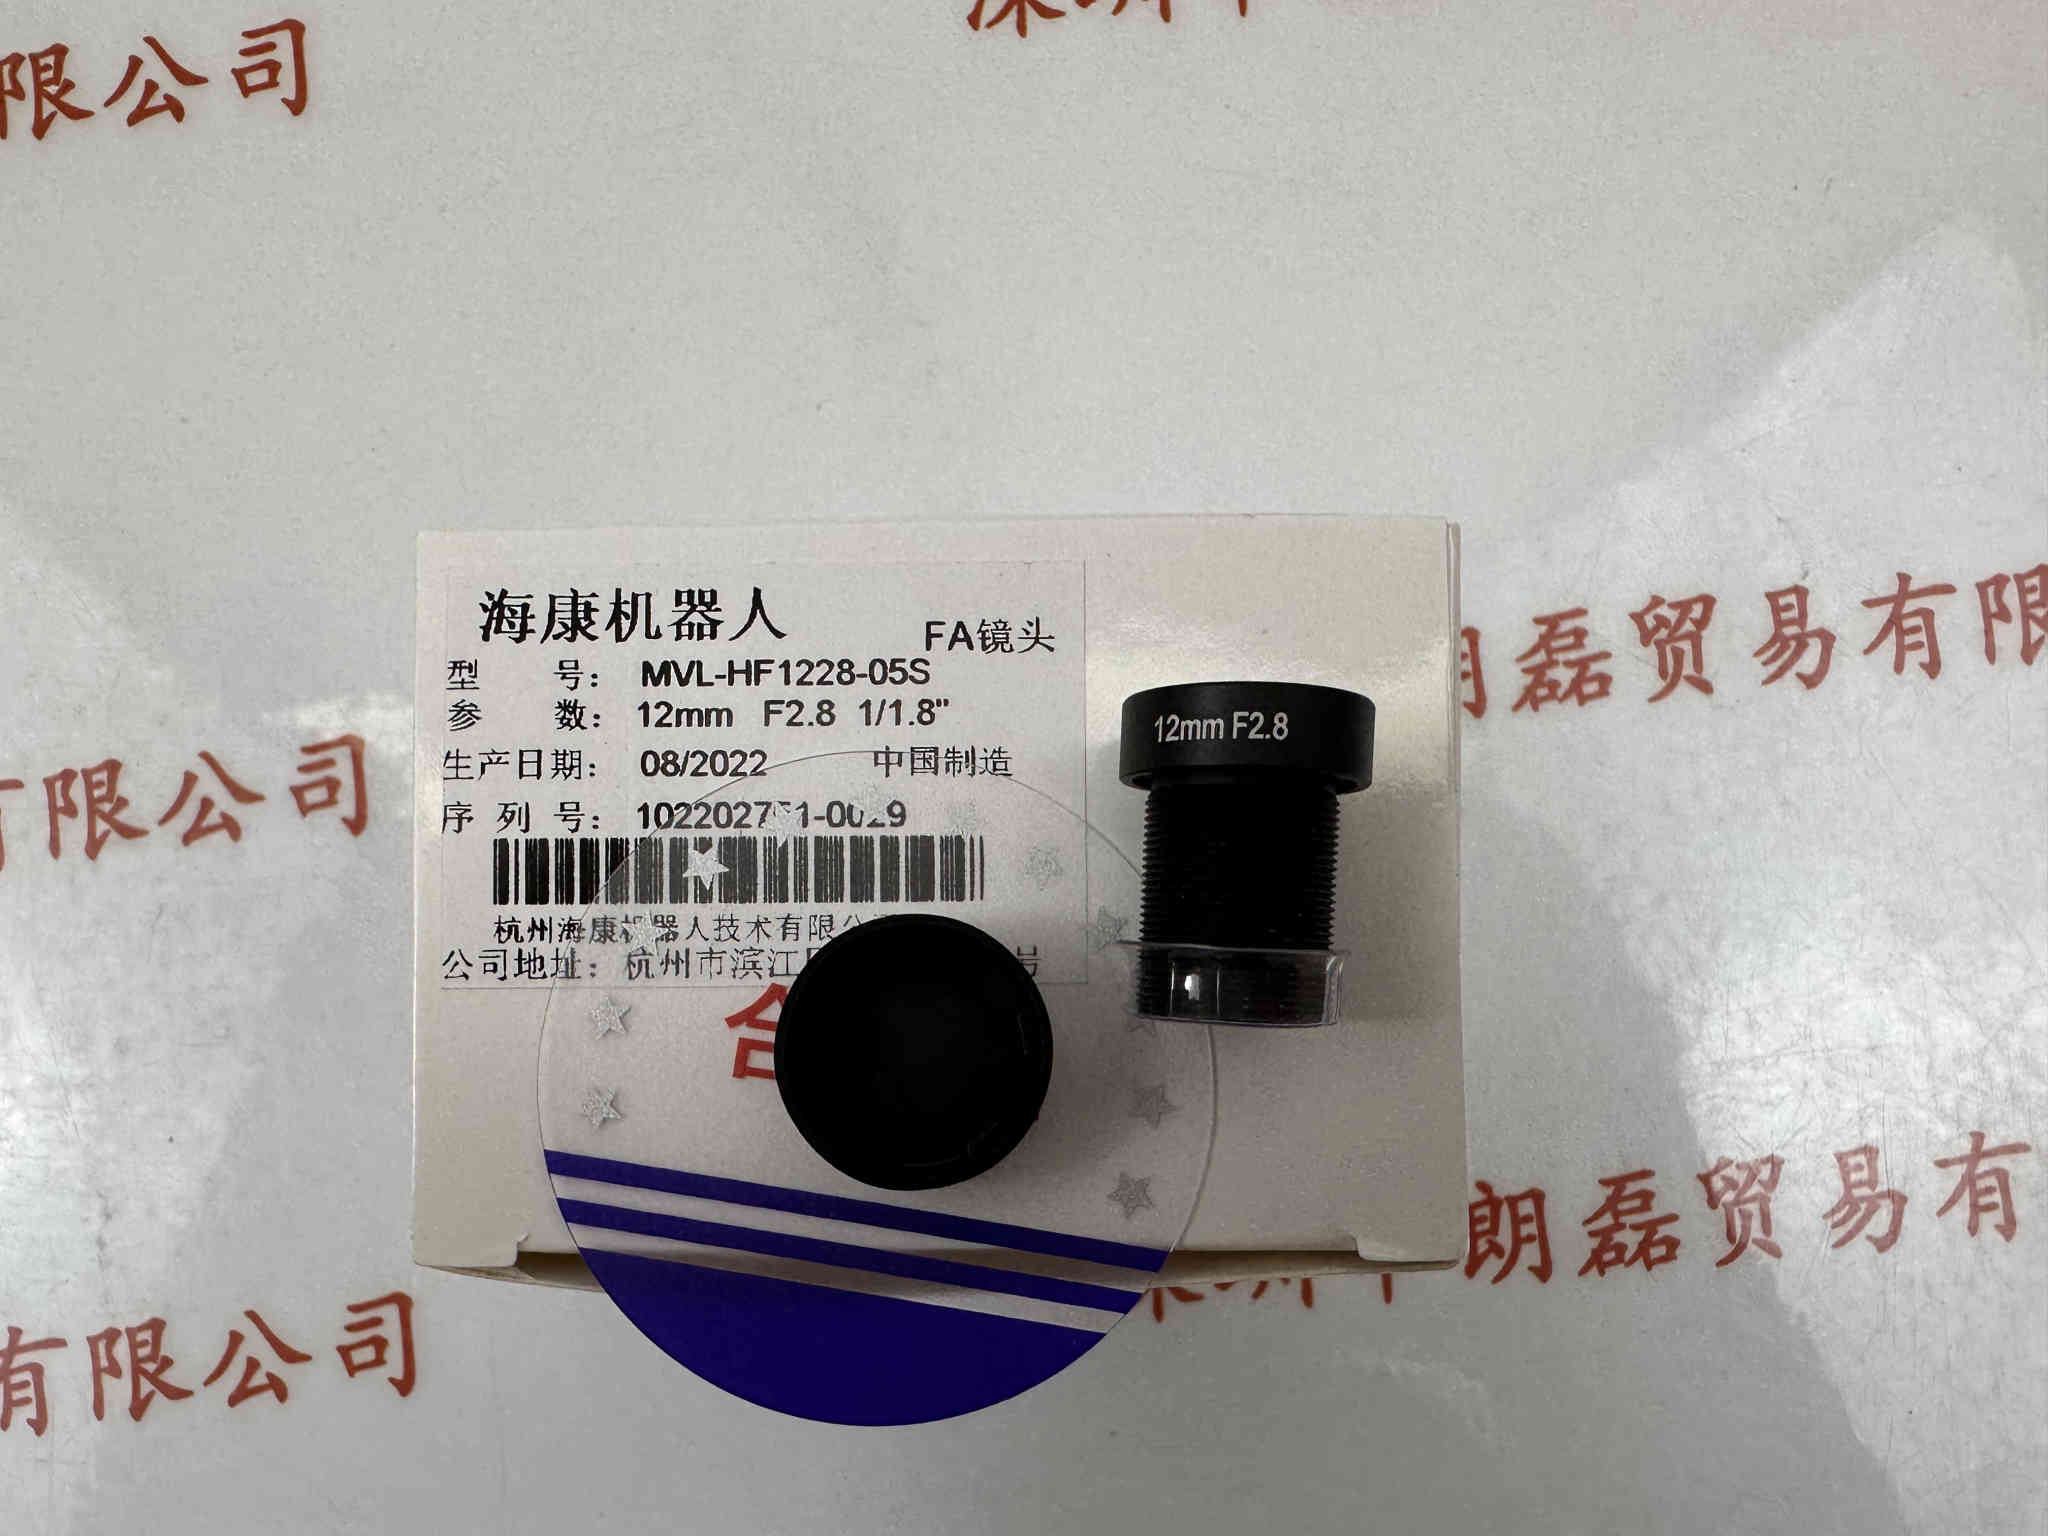 限公司
海康机器人
FA镜头
型 号： MVL-HF1228-05S
参 数： 12mm F2.8 1/1.8"
生产日期： 08/2022 中国制造
序 列 号：
杭州海康机器人技术有限公
公司地址： 杭州市滨江 号
12mm F2.8
磊贸易有限
有限公司
朗磊贸易有
有限公司